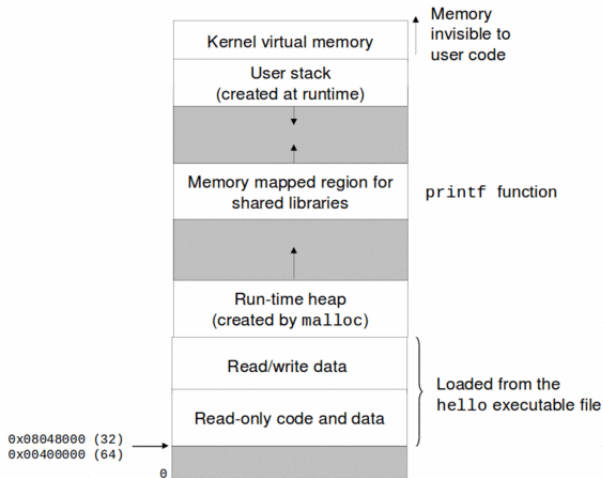 Kernel virtual memory
Memory
invisible to
user code
User stack
(created at runtime)
Memory mapped region for
shared libraries
printf function
Run-time heap
(created by malloc)
Read/write data
Loaded from the
hello executable file
Read-only code and data
0x08048000 (32)
0x00400000 (64)
0